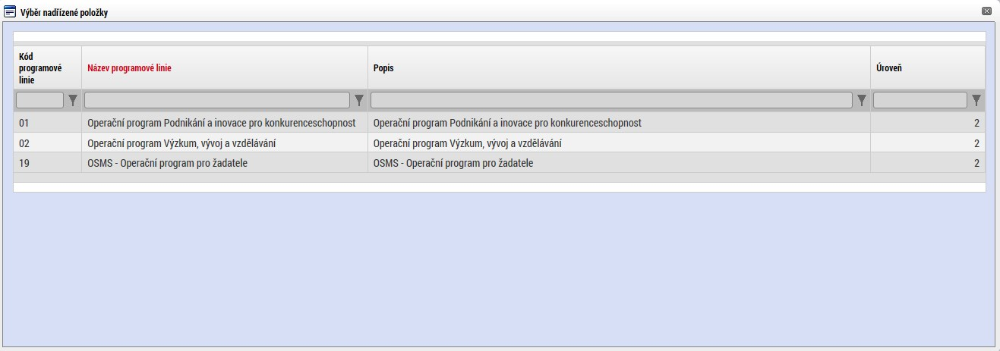 Výběr nadřízené položky
Kód
programové
linie
Název programové linie
Popis
Úroveň
01 Operační program Podnikání a inovace pro konkurenceschopnost Operační program Podnikání a inovace pro konkurenceschopnost 2
02 Operační program Výzkum, vývoj a vzdělávání Operační program Výzkum, vývoj a vzdělávání 2
19 OSMS - Operační program pro žadatele OSMS - Operační program pro žadatele 2